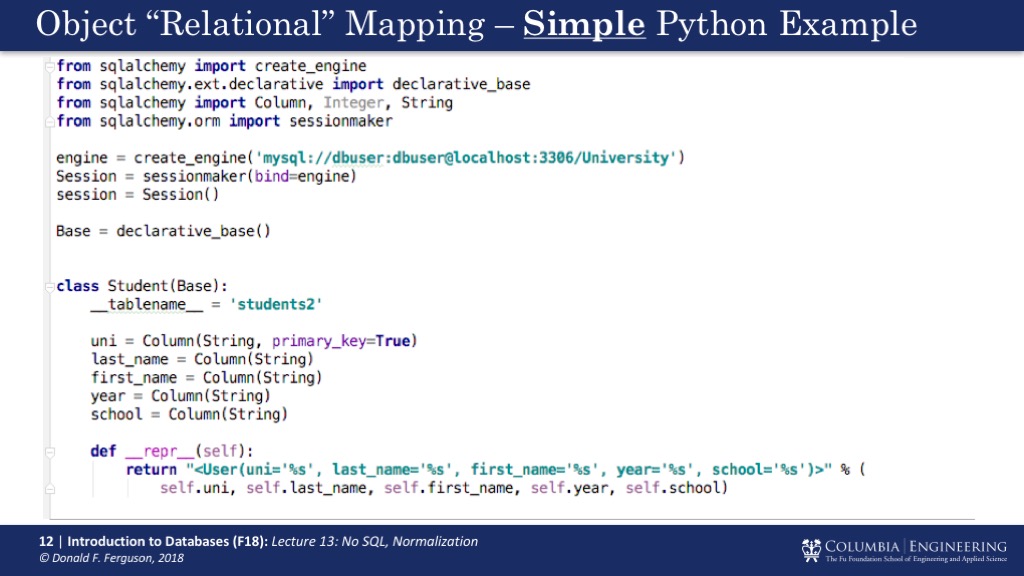 Object “Relational” Mapping – Simple Python Example
from sqlalchemy import create_engine
from sqlalchemy.ext.declarative import declarative_base
from sqlalchemy import Column, Integer, String
from sqlalchemy.orm import sessionmaker
engine = create_engine('mysql://dbuser:dbuser@localhost:3306/University')
Session = sessionmaker(bind=engine)
session = Session()
Base = declarative_base()
class Student(Base):
    __tablename__ = 'students2'
    uni = Column(String, primary_key=True)
    last_name = Column(String)
    first_name = Column(String)
    year = Column(String)
    school = Column(String)
    def __repr__(self):
        return "<User(uni='%s', last_name='%s', first_name='%s', year='%s', school='%s')>" % (
            self.uni, self.last_name, self.first_name, self.year, self.school)
12 | Introduction to Databases (F18): Lecture 13: No SQL, Normalization
© Donald F. Ferguson, 2018
COLUMBIA | ENGINEERING
The Fu Foundation School of Engineering and Applied Science